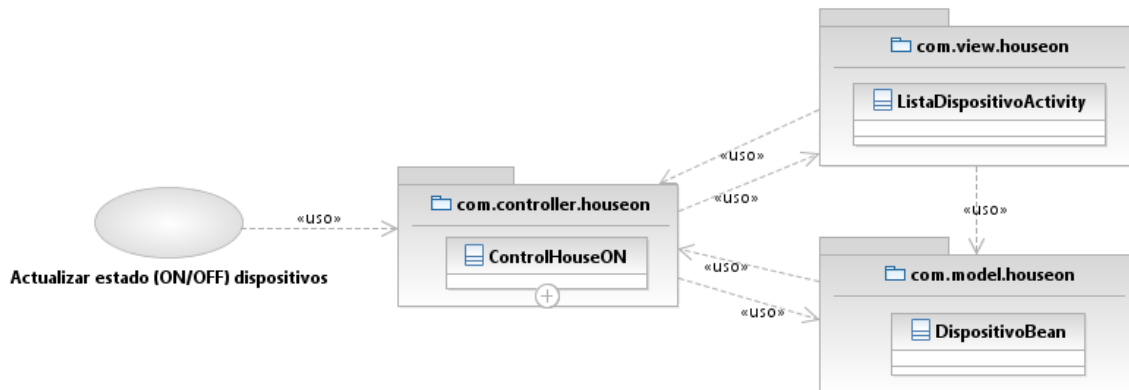 com.view.houseon
ListaDispositivoActivity
«uso»
«uso»
«uso»
com.controller.houseon
«uso»
ControlHouseON
Actualizar estado (ON/OFF) dispositivos
«uso»
«uso»
com.model.houseon
DispositivoBean